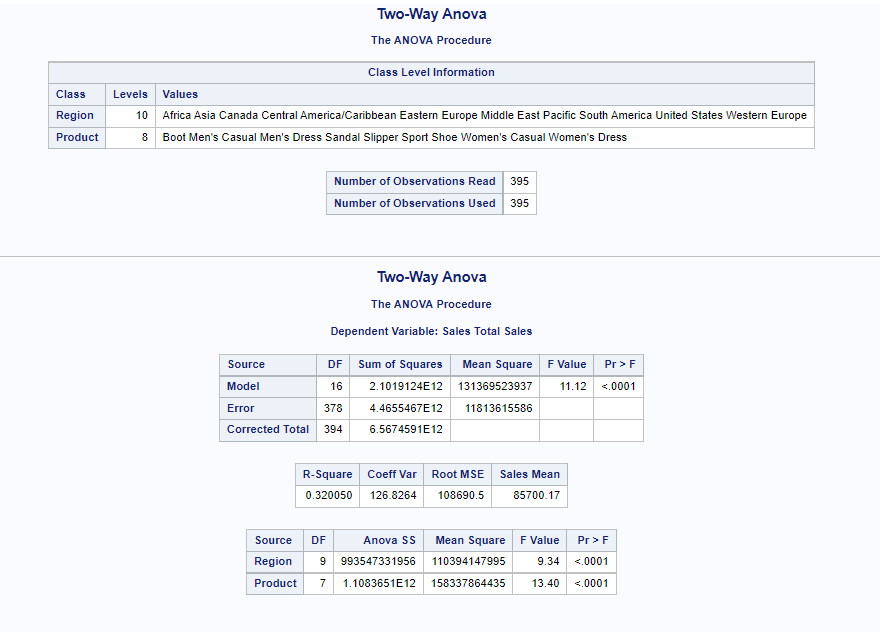 Two-Way Anova
The ANOVA Procedure
Class Level Information
Class Levels Values
Region 10 Africa Asia Canada Central America/Caribbean Eastern Europe Middle East Pacific South America United States Western Europe
Product 8 Boot Men's Casual Men's Dress Sandal Slipper Sport Shoe Women's Casual Women's Dress
Number of Observations Read 395
Number of Observations Used 395
Two-Way Anova
The ANOVA Procedure
Dependent Variable: Sales Total Sales
Source DF Sum of Squares Mean Square F Value Pr > F
Model 16 2.1019124E12 131369523937 11.12 <.0001
Error 378 4.4655467E12 11813615586
Corrected Total 394 6.5674591E12
R-Square Coeff Var Root MSE Sales Mean
0.320050 126.8264 108690.5 85700.17
Source DF Anova SS Mean Square F Value Pr > F
Region 9 993547331956 110394147995 9.34 <.0001
Product 7 1.1083651E12 158337864435 13.40 <.0001